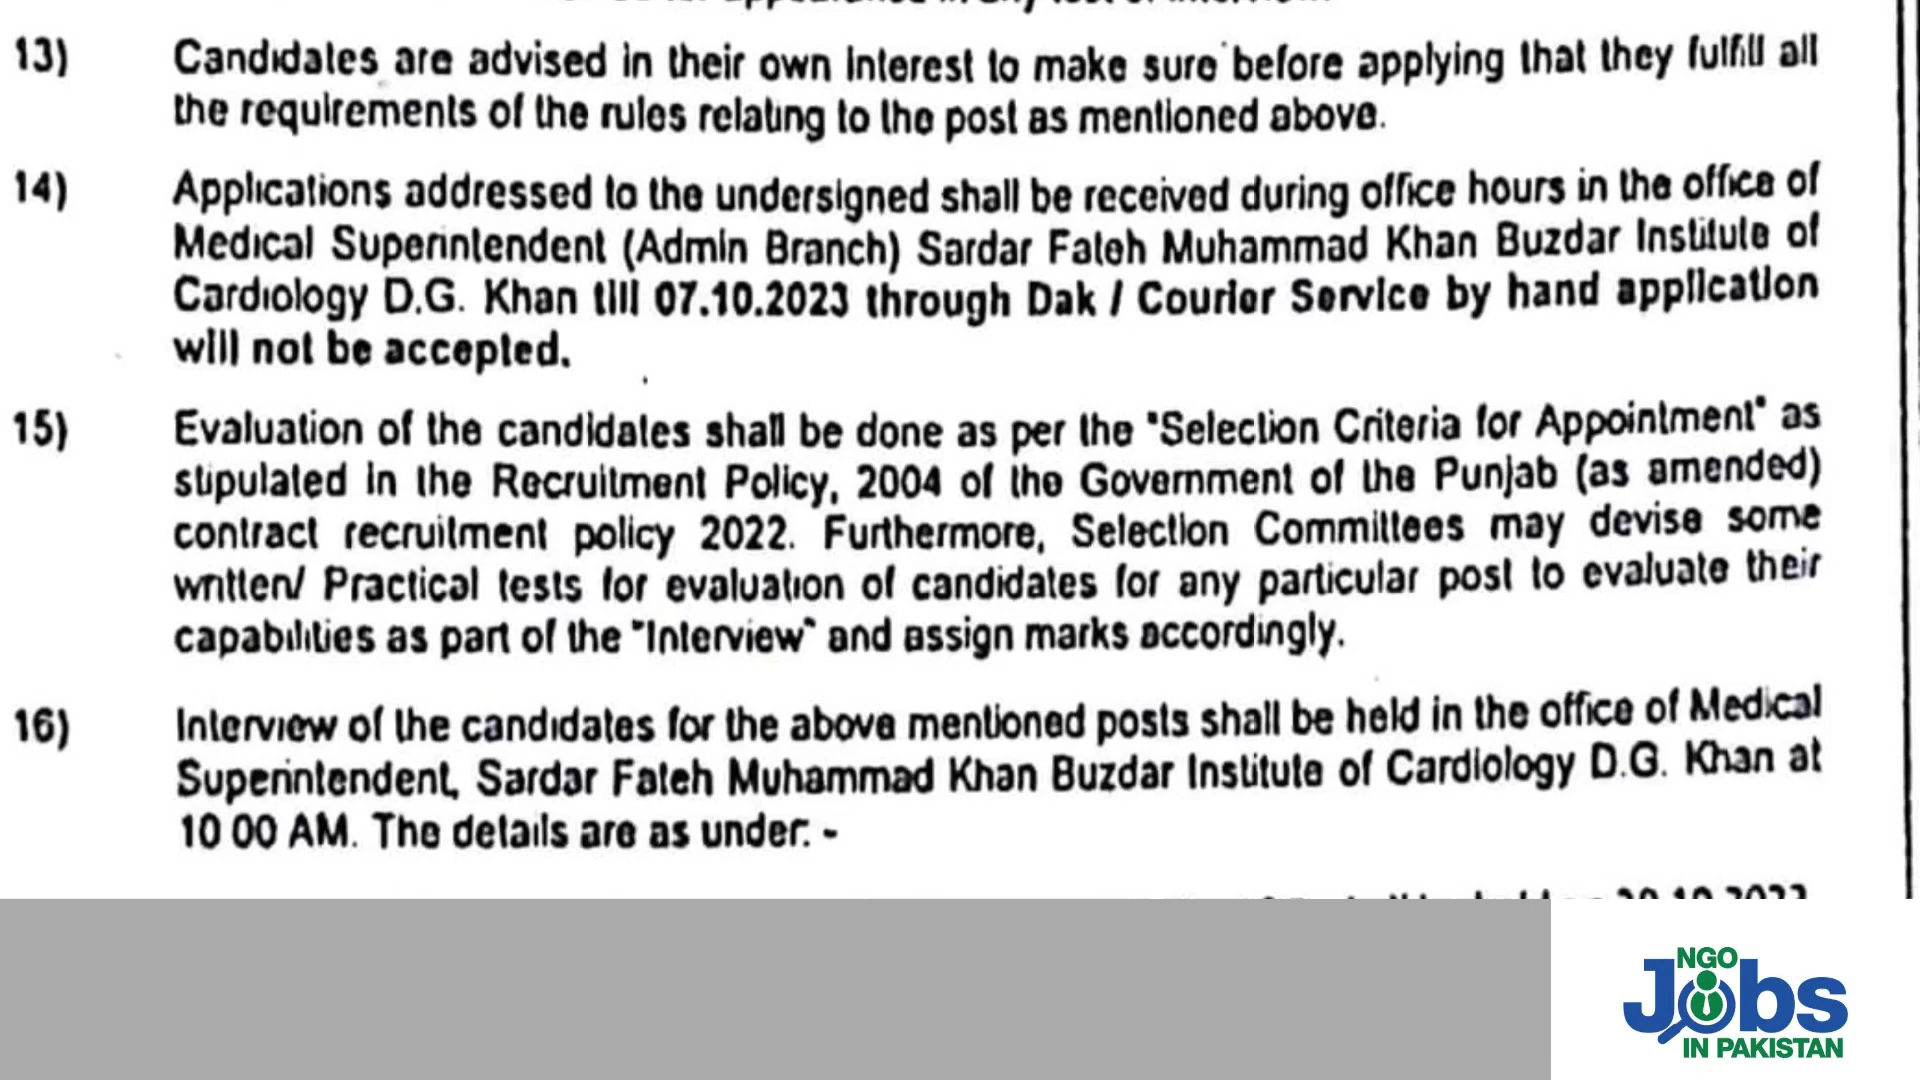 13) Candidates are advised in their own interest to make sure before applying that they fulfill all
the requirements of the rules relating to the post as mentioned above.
14) Applications addressed to the undersigned shall be received during office hours in the office of
Medical Superintendent (Admin Branch) Sardar Fateh Muhammad Khan Buzdar Institute of
Cardiology D.G. Khan till 07.10.2023 through Dak / Courier Service by hand application
will not be accepted.
15) Evaluation of the candidates shall be done as per the "Selection Criteria for Appointment" as
stipulated in the Recruitment Policy, 2004 of the Government of the Punjab (as amended)
contract recruitment policy 2022. Furthermore, Selection Committees may devise some
written/ Practical tests for evaluation of candidates for any particular post to evaluate their
capabilities as part of the "Interview" and assign marks accordingly.
16) Interview of the candidates for the above mentioned posts shall be held in the office of Medical
Superintendent, Sardar Fateh Muhammad Khan Buzdar Institute of Cardiology D.G. Khan at
10 00 AM. The details are as under: -
NGO
Jobs
IN PAKISTAN